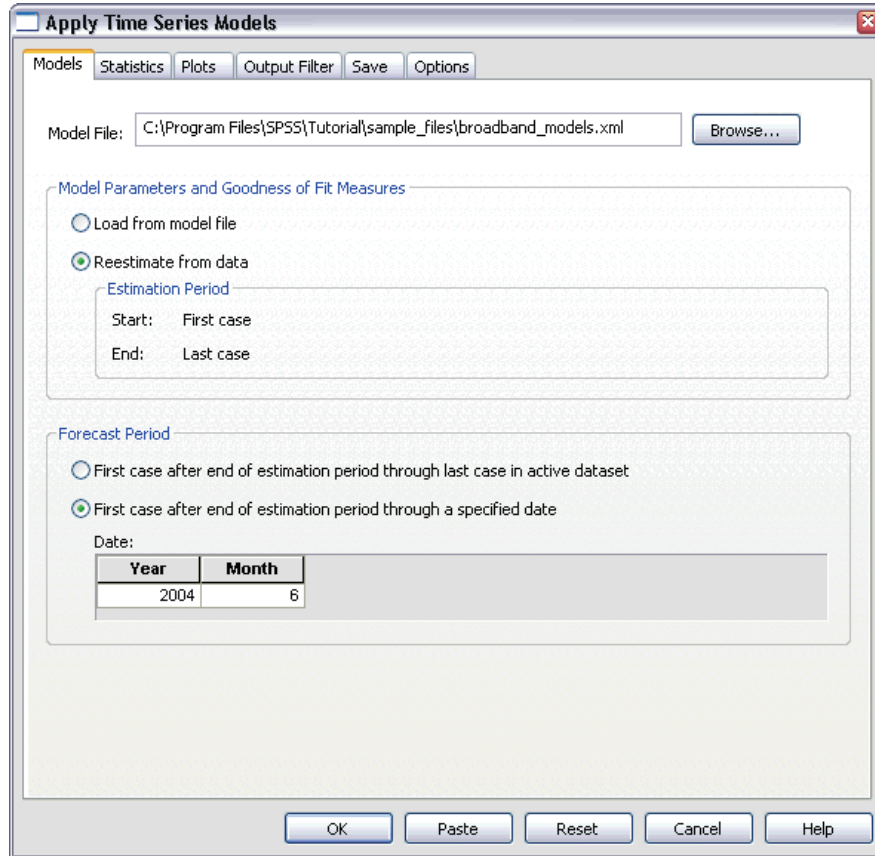 Apply Time Series Models
Models Statistics Plots Output Filter Save Options
Model File: C:\Program Files\SPSS\Tutorial\sample_files\broadband_models.xml Browse...
Model Parameters and Goodness of Fit Measures
Load from model file
Reestimate from data
Estimation Period
Start: First case
End: Last case
Forecast Period
First case after end of estimation period through last case in active dataset
First case after end of estimation period through a specified date
Date:
Year Month
2004 6
OK Paste Reset Cancel Help